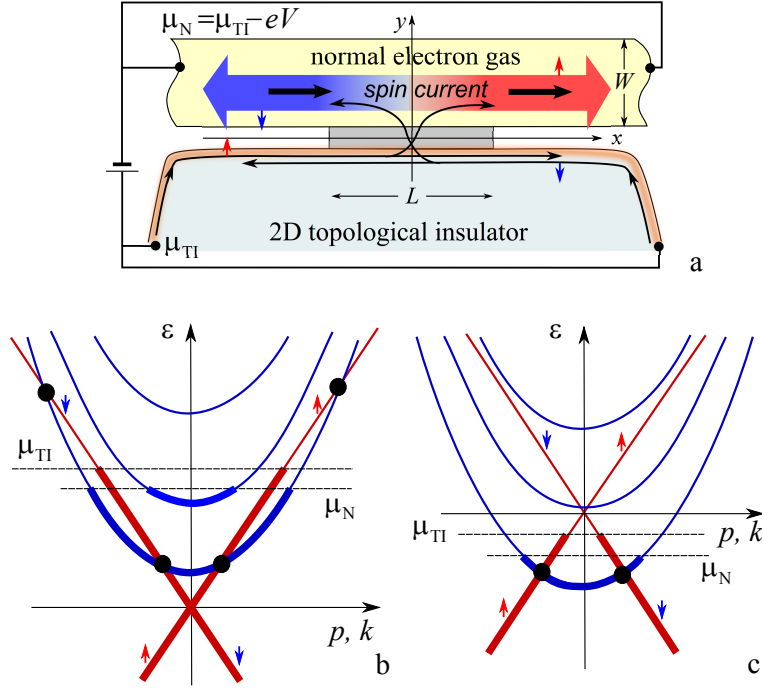 μN = μTI − eV
y
normal electron gas
spin current
W
x
L
2D topological insulator
μTI
a
ε
ε
μTI
μN
μTI
μN
p, k
p, k
b
c